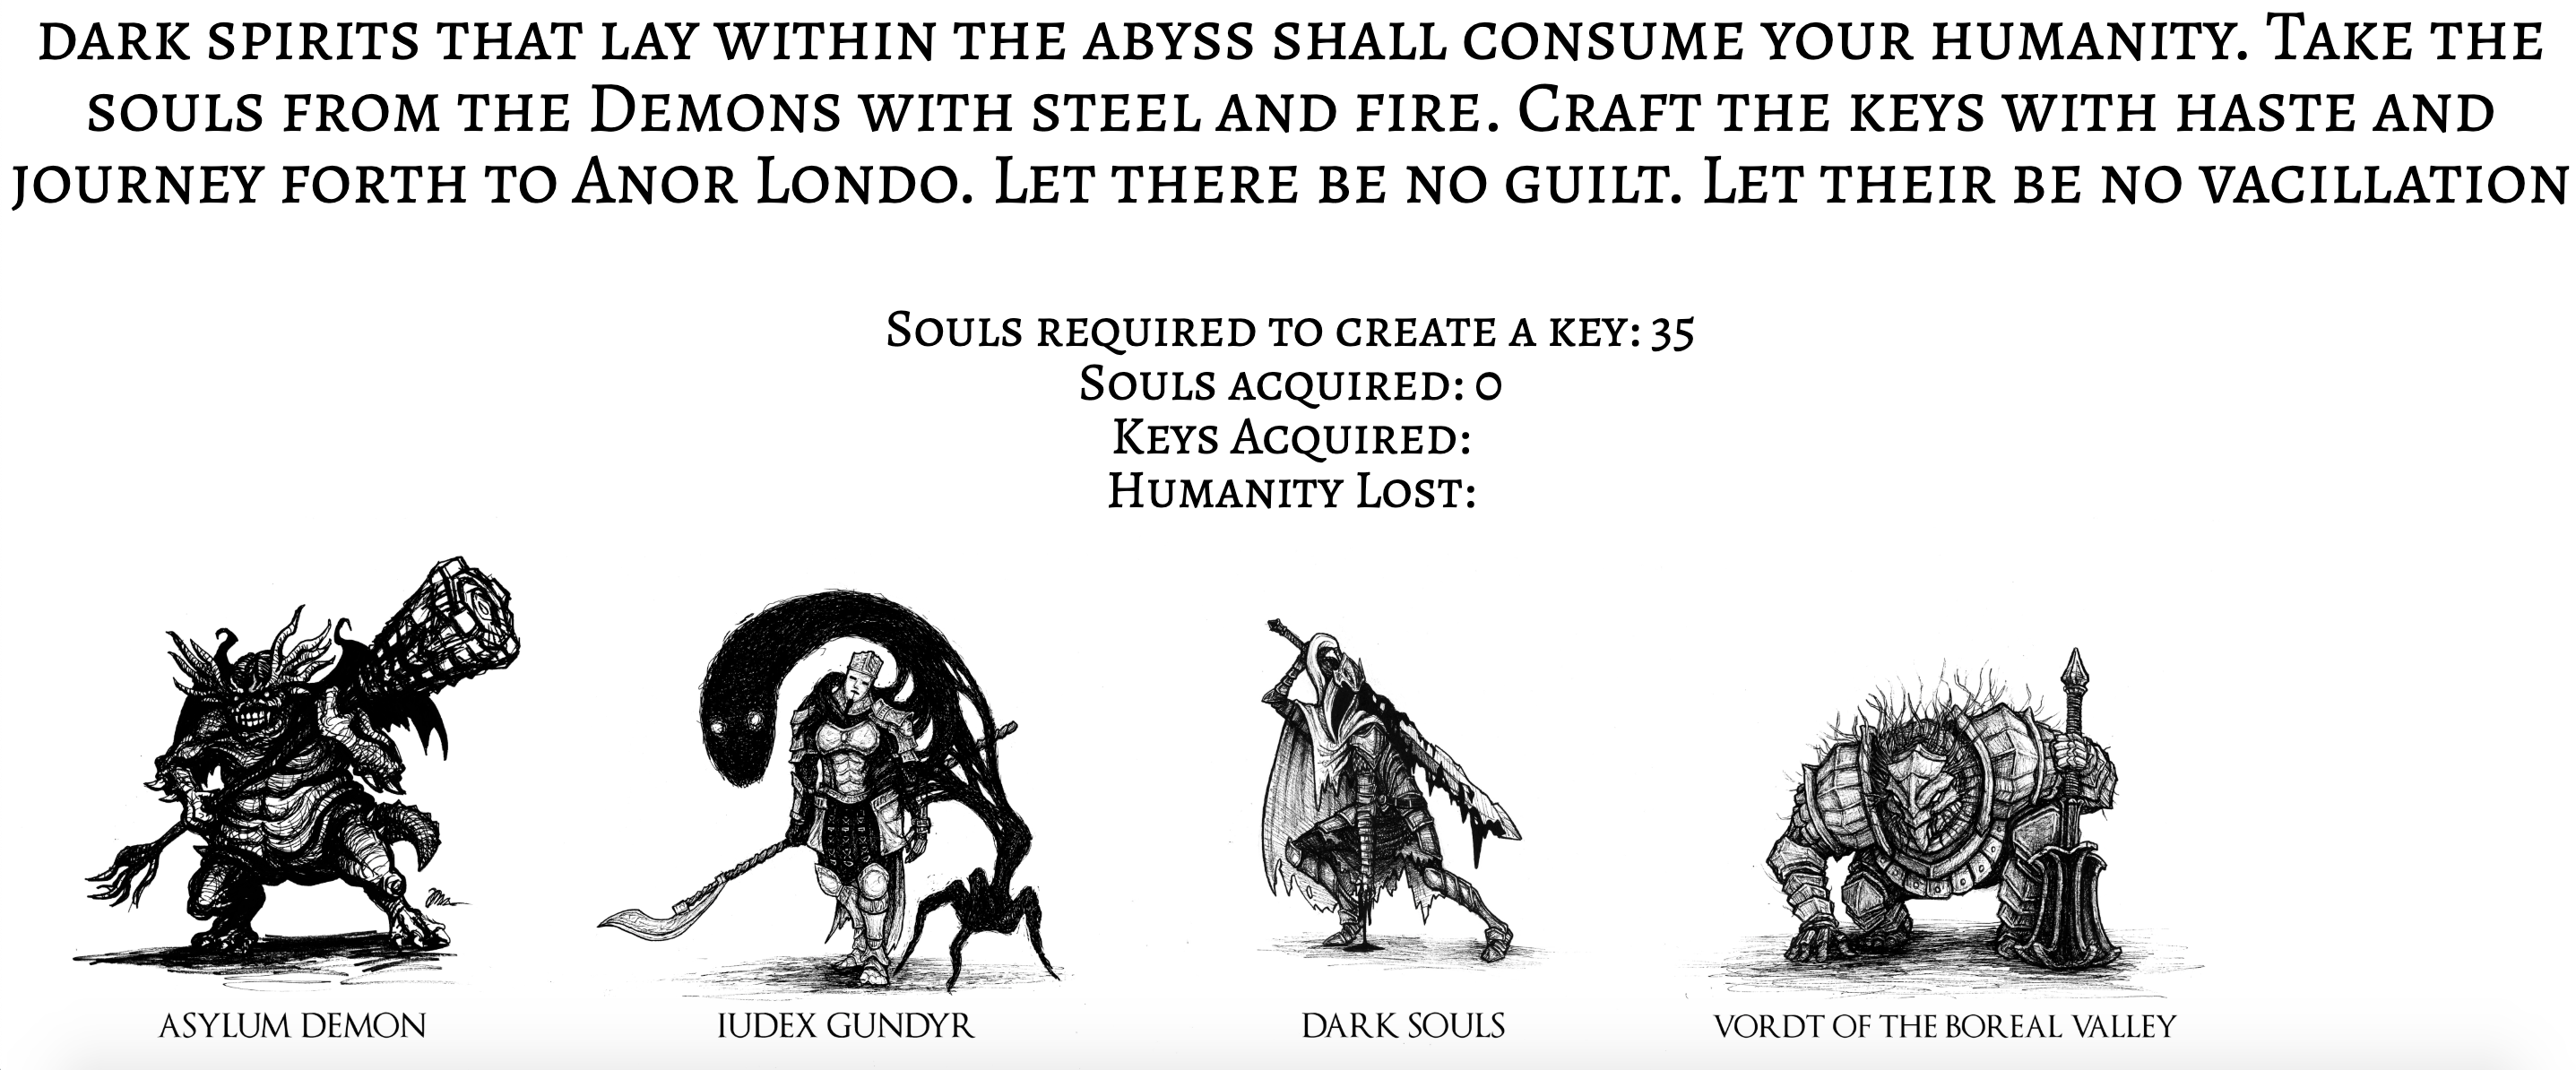 dark spirits that lay within the abyss shall consume your humanity. Take the
souls from the Demons with steel and fire. Craft the keys with haste and
journey forth to Anor Londo. Let there be no guilt. Let their be no vacillation
Souls required to create a key: 35
Souls acquired: 0
Keys Acquired:
Humanity Lost:
ASYLUM DEMON
IUDEX GUNDYR
DARK SOULS
VORDT OF THE BOREAL VALLEY